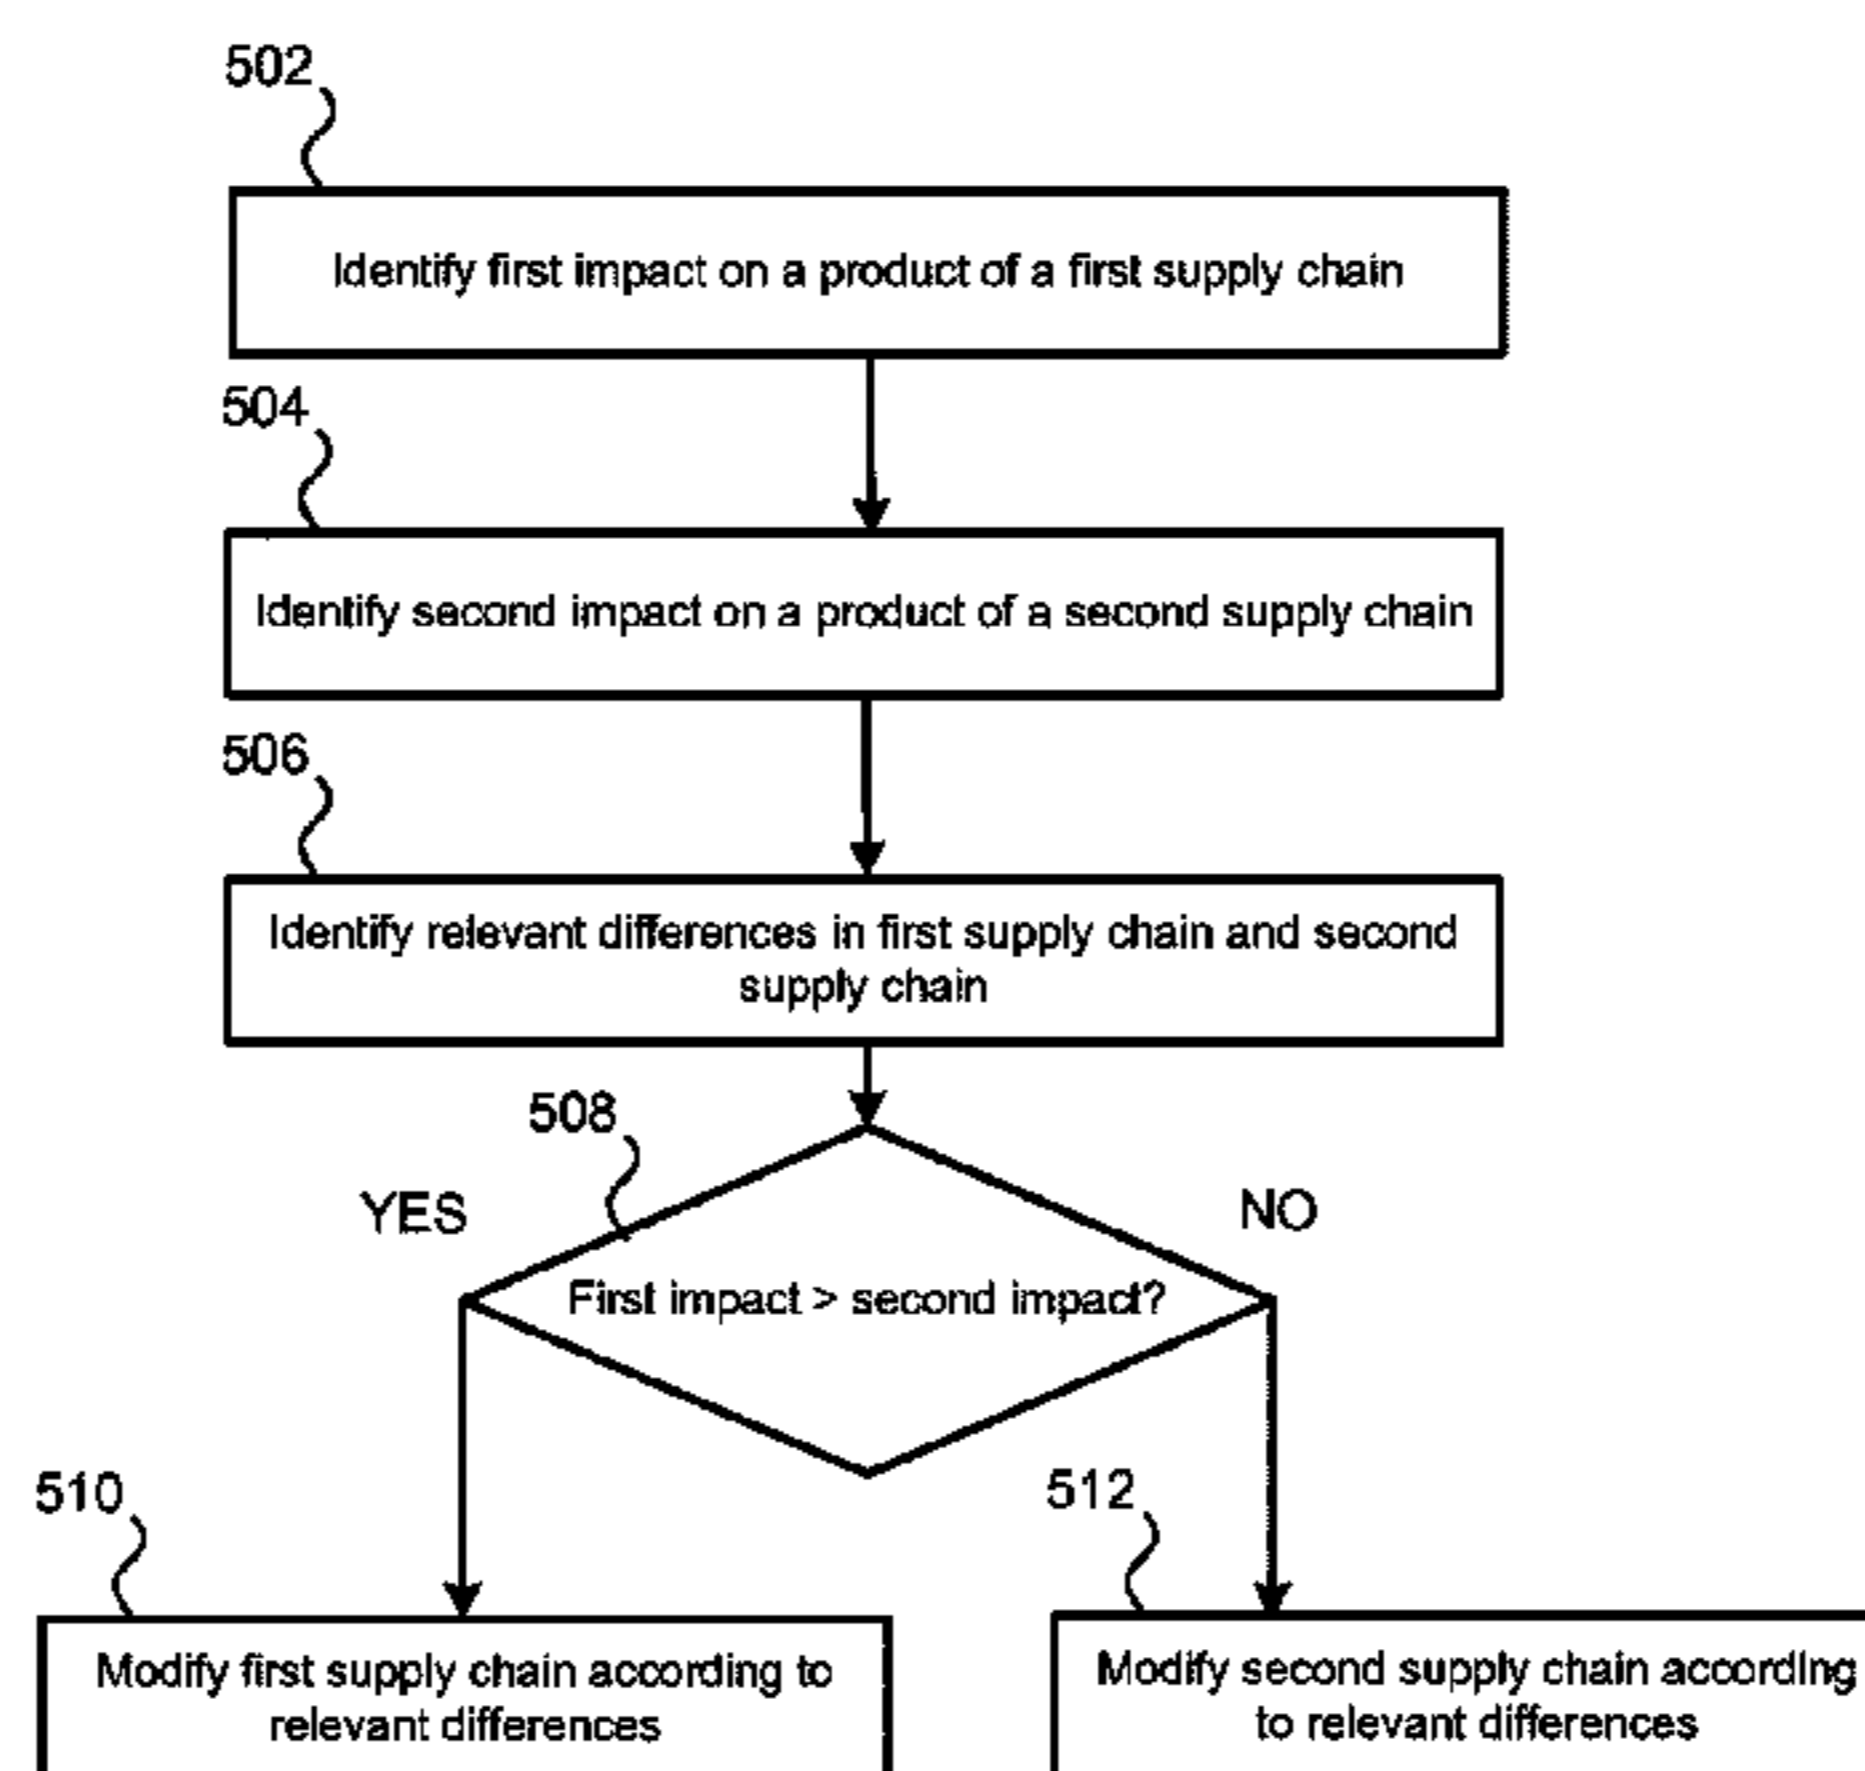 502
Identify first impact on a product of a first supply chain
504
Identify second impact on a product of a second supply chain
506
Identify relevant differences in first supply chain and second
supply chain
508
YES
NO
First impact > second impact?
510
512
Modify first supply chain according to
relevant differences
Modify second supply chain according
to relevant differences